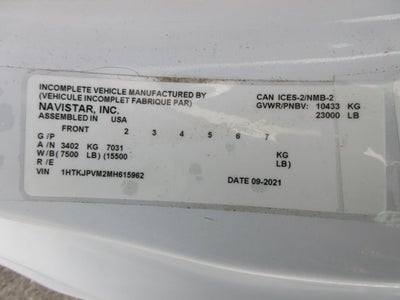 INCOMPLETE VEHICLE MANUFACTURED BY
(VEHICULE INCOMPLET FABRIQUE PAR)
NAVISTAR, INC.
ASSEMBLED IN USA
CAN ICES-2/NMB-2
GVWR/PNBV: 10433 KG
23000 LB
FRONT 2 3 4 5 6 7
G/P
A/N 3402 KG 7031 KG
W/B( 7500 LB) (15500 LB)
R/E
VIN 1HTKJPVM2MH615962 DATE 09-2021